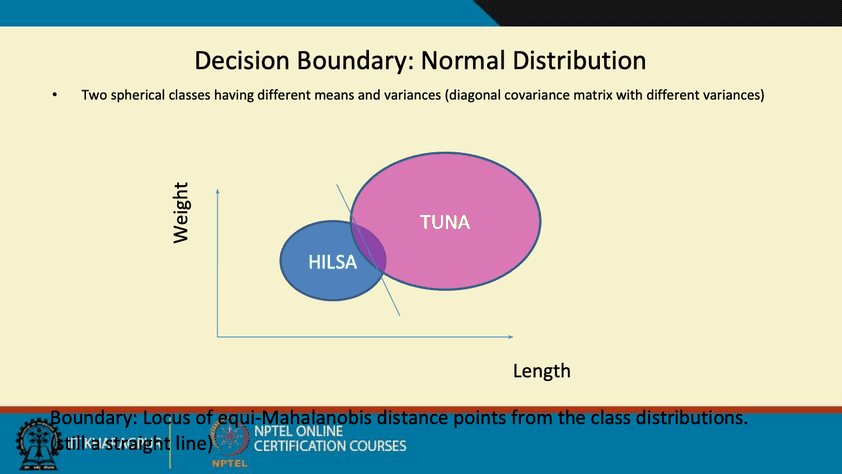 Decision Boundary: Normal Distribution
• Two spherical classes having different means and variances (diagonal covariance matrix with different variances)
Weight
TUNA
HILSA
Length
Boundary: Locus of equi-Mahalanobis distance points from the class distributions.
(still a straight line)
IIT KHARAGPUR
NPTEL ONLINE
CERTIFICATION COURSES
NPTEL